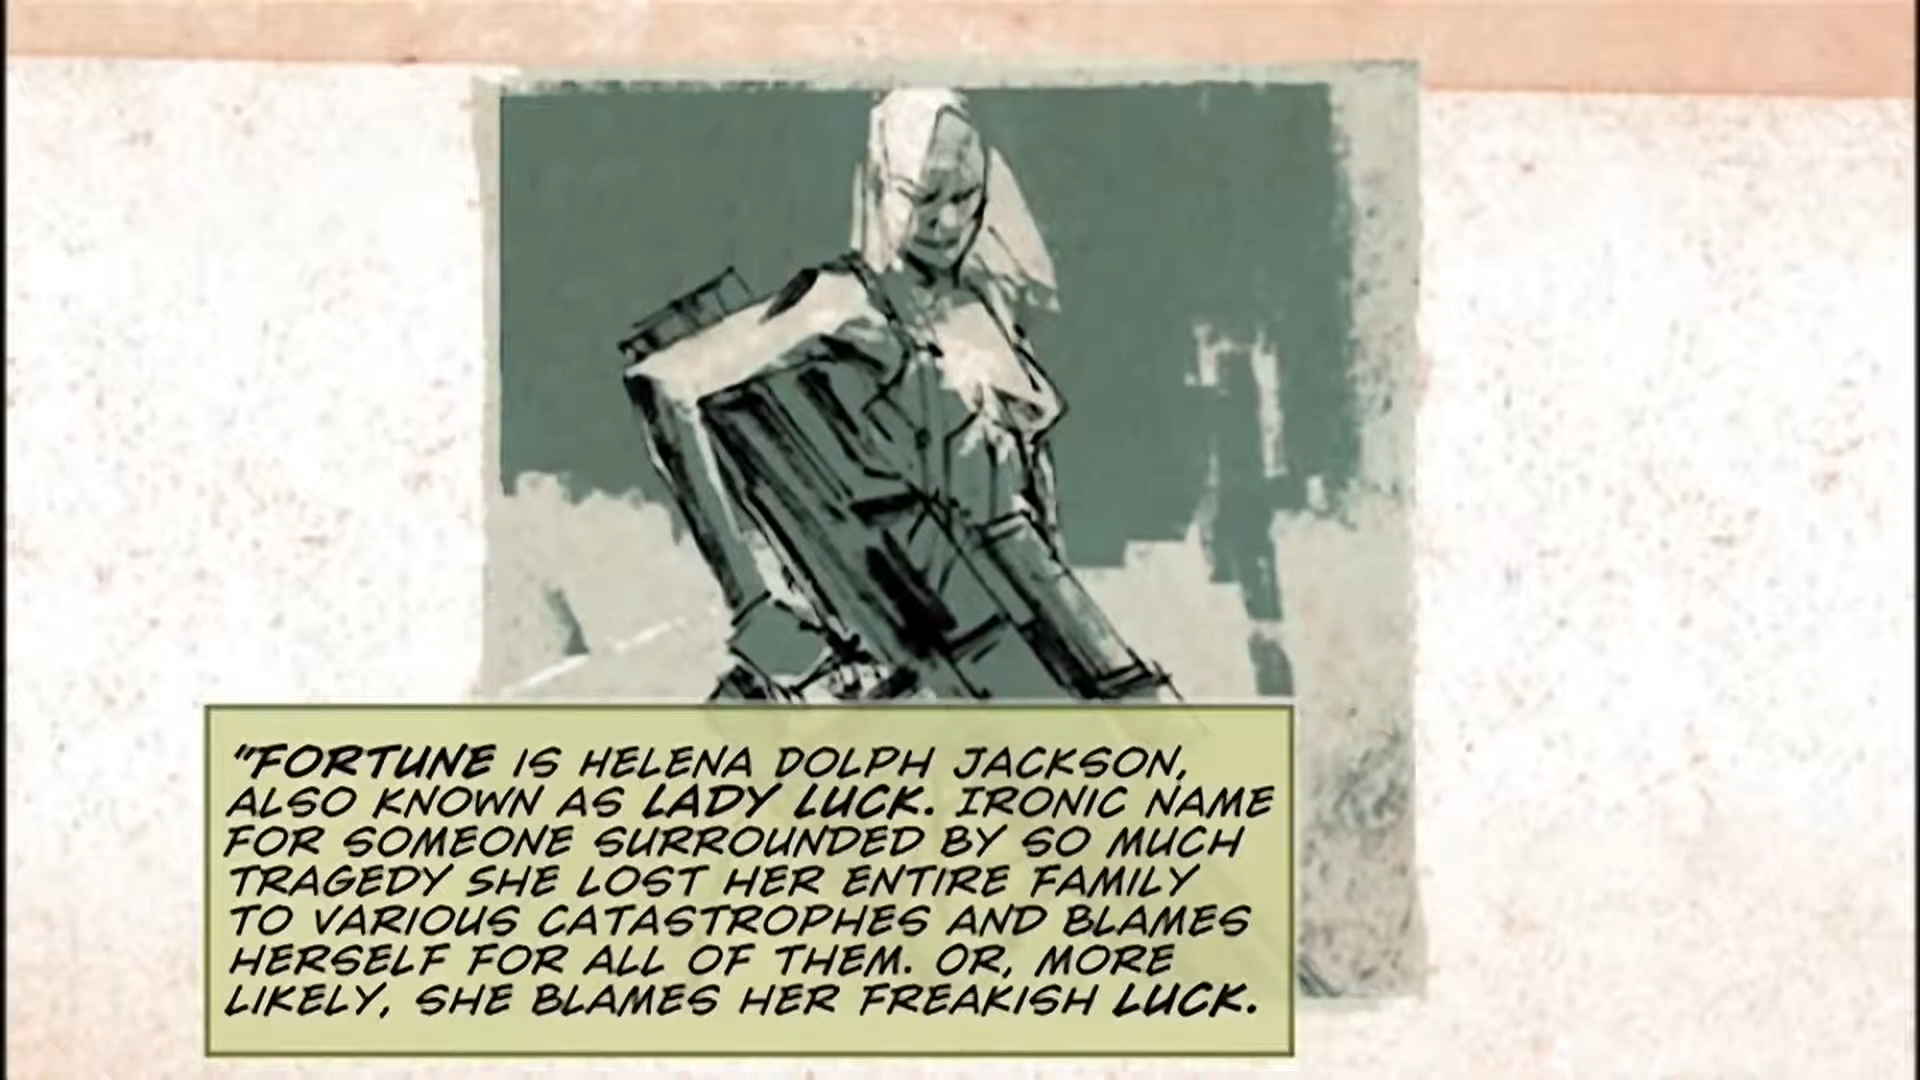 "FORTUNE IS HELENA DOLPH JACKSON,
ALSO KNOWN AS LADY LUCK. IRONIC NAME
FOR SOMEONE SURROUNDED BY SO MUCH
TRAGEDY SHE LOST HER ENTIRE FAMILY
TO VARIOUS CATASTROPHES AND BLAMES
HERSELF FOR ALL OF THEM. OR, MORE
LIKELY, SHE BLAMES HER FREAKISH LUCK.